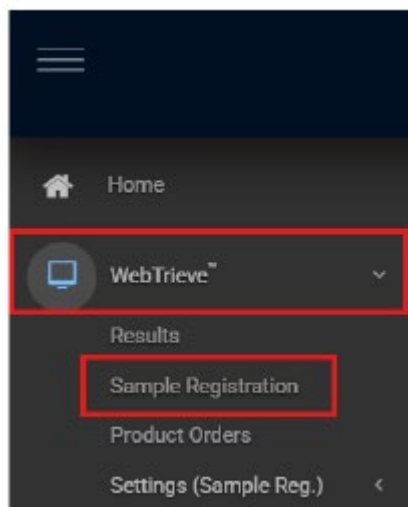 Home
WebTrieve™
Results
Sample Registration
Product Orders
Settings (Sample Reg.)